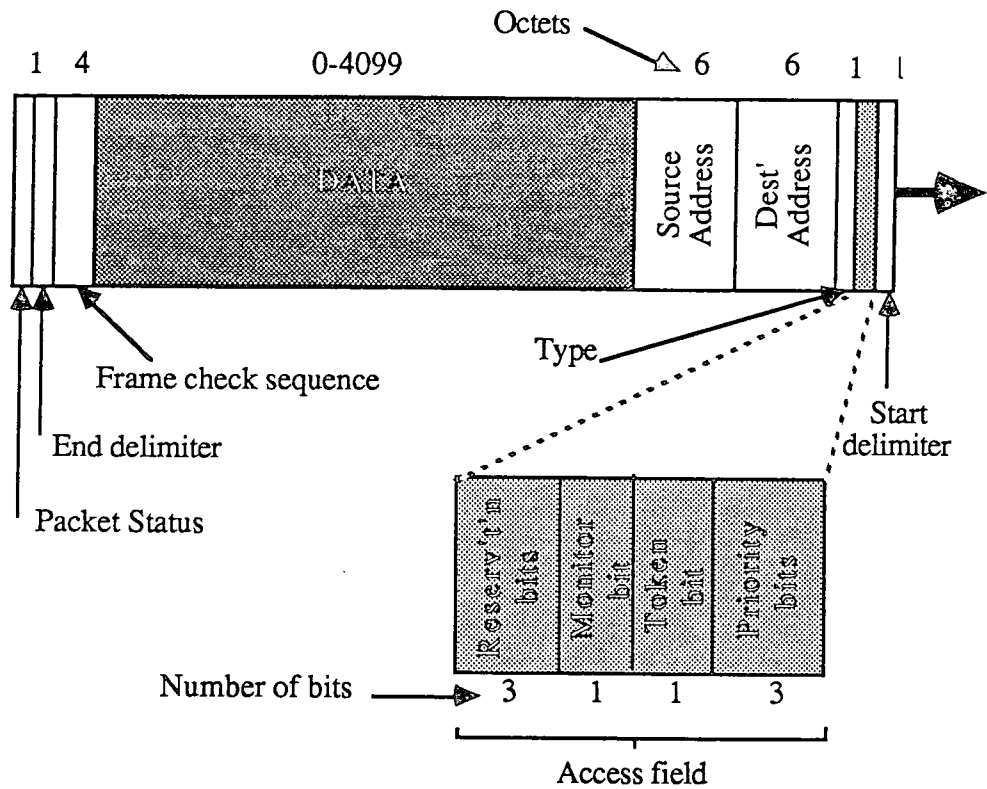 Octets
1 4 0-4099 6 6 1 1
DATA
Source
Address
Dest'
Address
Type
Frame check sequence
Start
delimiter
End delimiter
Packet Status
Reserv't'n
bits
Monitor
bit
Token
bit
Priority
bits
Number of bits
3 1 1 3
Access field